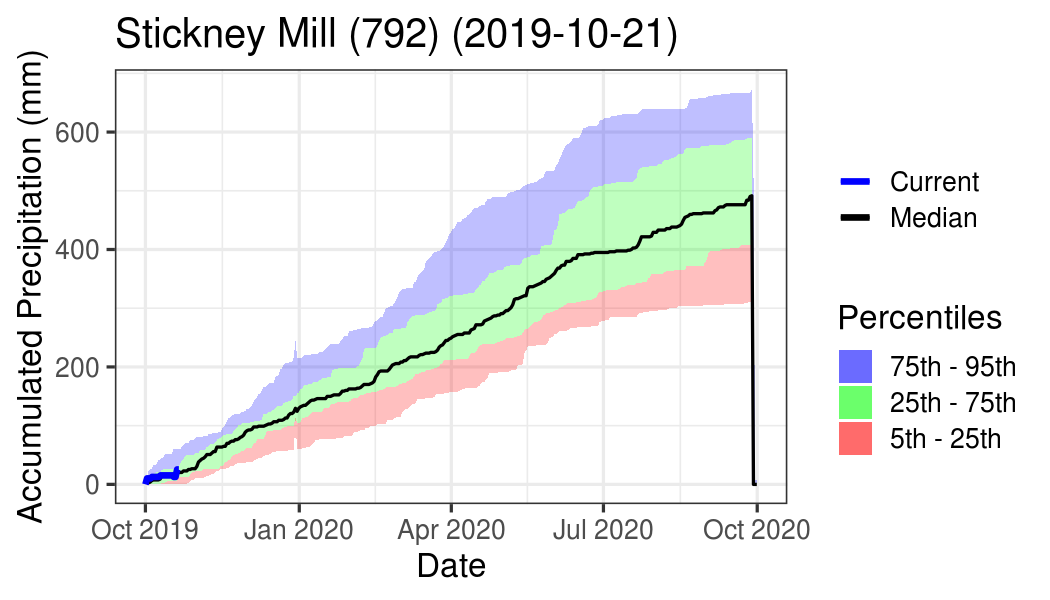 Stickney Mill (792) (2019-10-21)
Accumulated Precipitation (mm)
600
400
200
0
Oct 2019
Jan 2020
Apr 2020
Jul 2020
Oct 2020
Date
Current
Median
Percentiles
75th - 95th
25th - 75th
5th - 25th